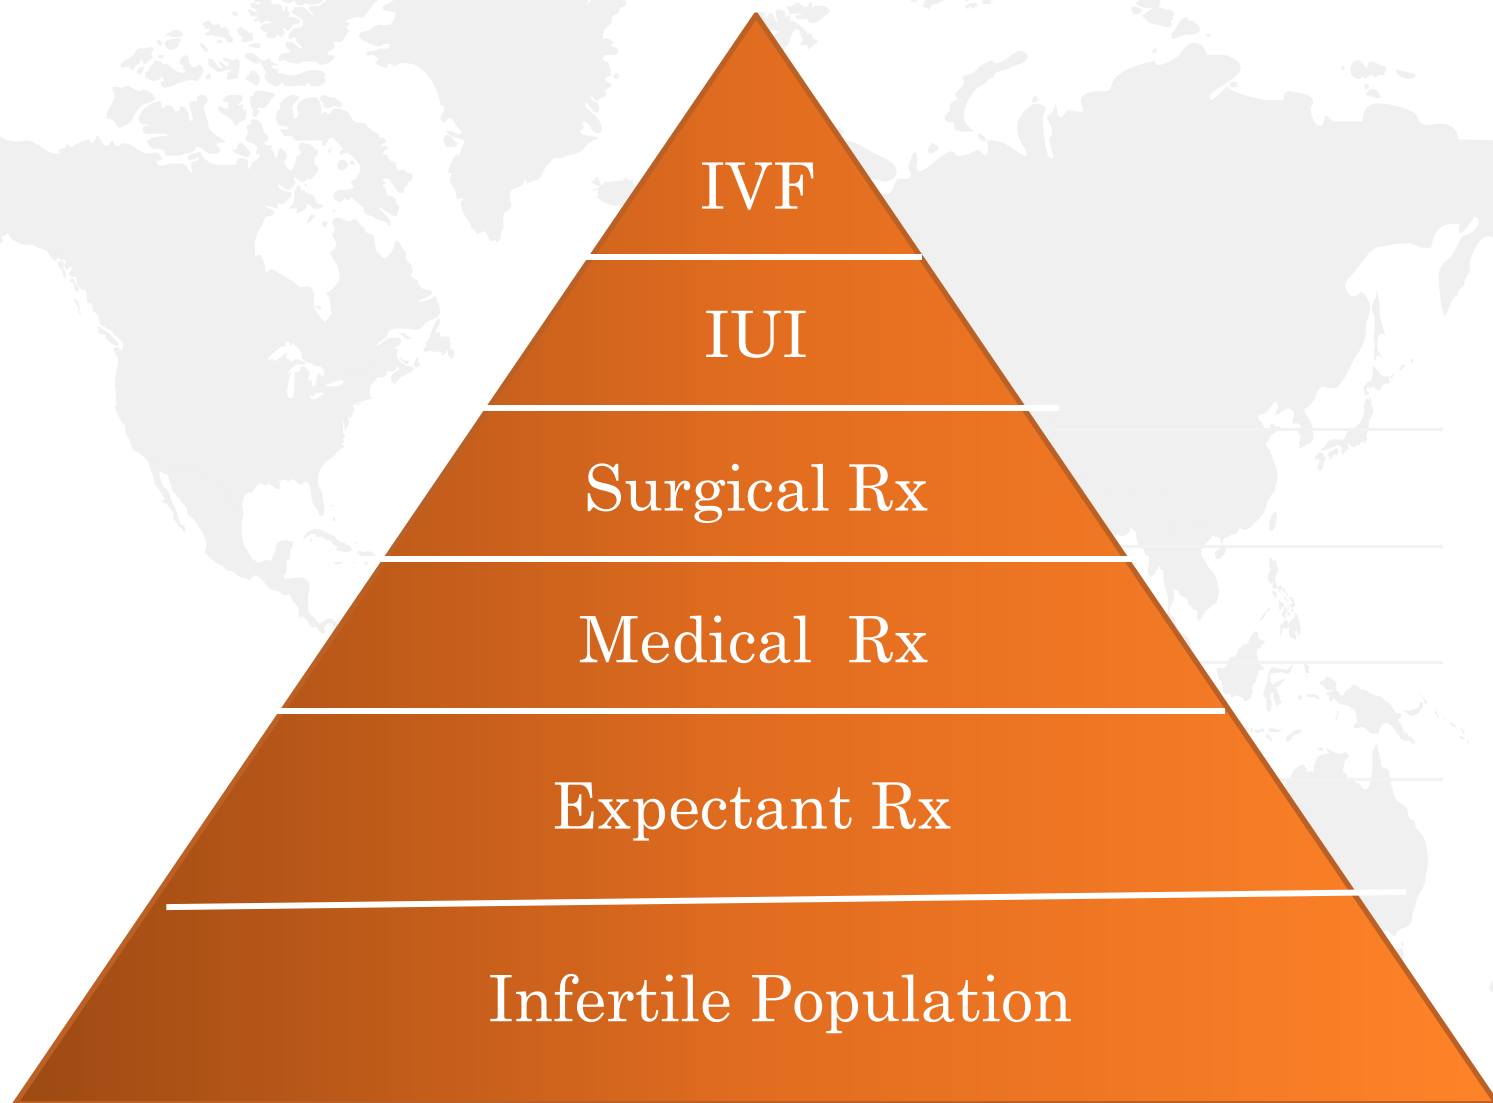 IVF
IUI
Surgical Rx
Medical  Rx
Expectant Rx
Infertile Population